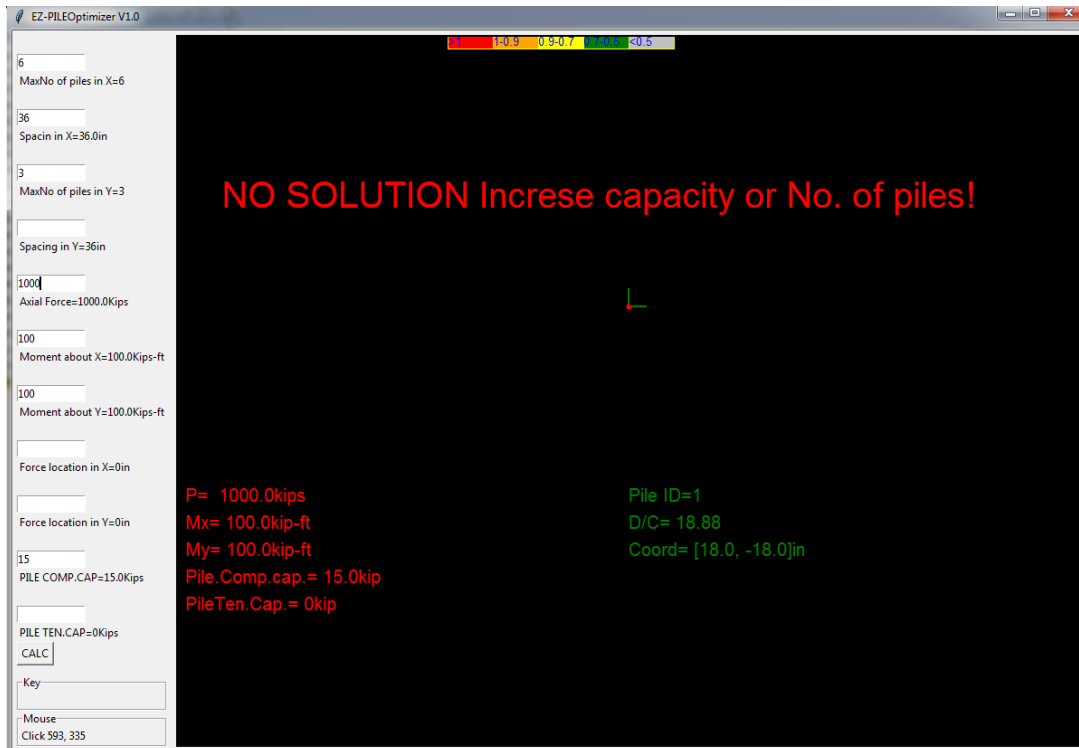 EZ-PILEOptimizer V1.0
>1 1-0.9 0.9-0.7 0.7-0.5 <0.5
6
MaxNo of piles in X=6
36
Spacin in X=36.0in
3
MaxNo of piles in Y=3
Spacing in Y=36in
1000
Axial Force=1000.0Kips
100
Moment about X=100.0Kips-ft
100
Moment about Y=100.0Kips-ft
Force location in X=0in
Force location in Y=0in
15
PILE COMP.CAP=15.0Kips
PILE TEN.CAP=0Kips
CALC
Key
Mouse
Click 593, 335
NO SOLUTION Increse capacity or No. of piles!
P= 1000.0kips
Mx= 100.0kip-ft
My= 100.0kip-ft
Pile.Comp.cap.= 15.0kip
PileTen.Cap.= 0kip
Pile ID=1
D/C= 18.88
Coord= [18.0, -18.0]in